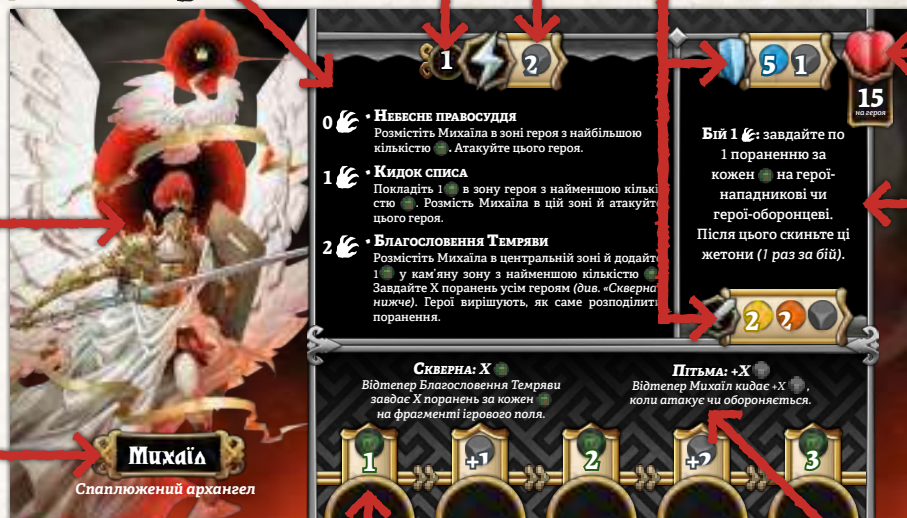 1
2
5 1
15
на героя
0 • Небесне правосуддя
Розмістіть Михаїла в зоні героя з найбільшою
кількістю . Атакуйте цього героя.
1 • Кидок списа
Покладіть 1 в зону героя з найменшою кількі
стю . Розмість Михаїла в цій зоні й атакуйте
цього героя.
2 • Благословення Темряви
Розмістіть Михаїла в центральній зоні й додайте
1 у кам'яну зону з найменшою кількістю
Завдайте X поранень усім героям (див. «Скверна»
нижче). Герої вирішують, як саме розподілити
поранення.
Бій 1 : завдайте по
1 пораненню за
кожен на герої-
нападникові чи
герої-оборонцеві.
Після цього скиньте ці
жетони (1 раз за бій).
2 2
Скверна: X
Відтепер Благословення Темряви
завдає X поранень за кожен
на фрагменті ігрового поля.
Пітьма: +X
Відтепер Михаїл кидає +X ,
коли атакує чи обороняється.
1 +1 2 +2 3
Михаїл
Спаплюжений архангел